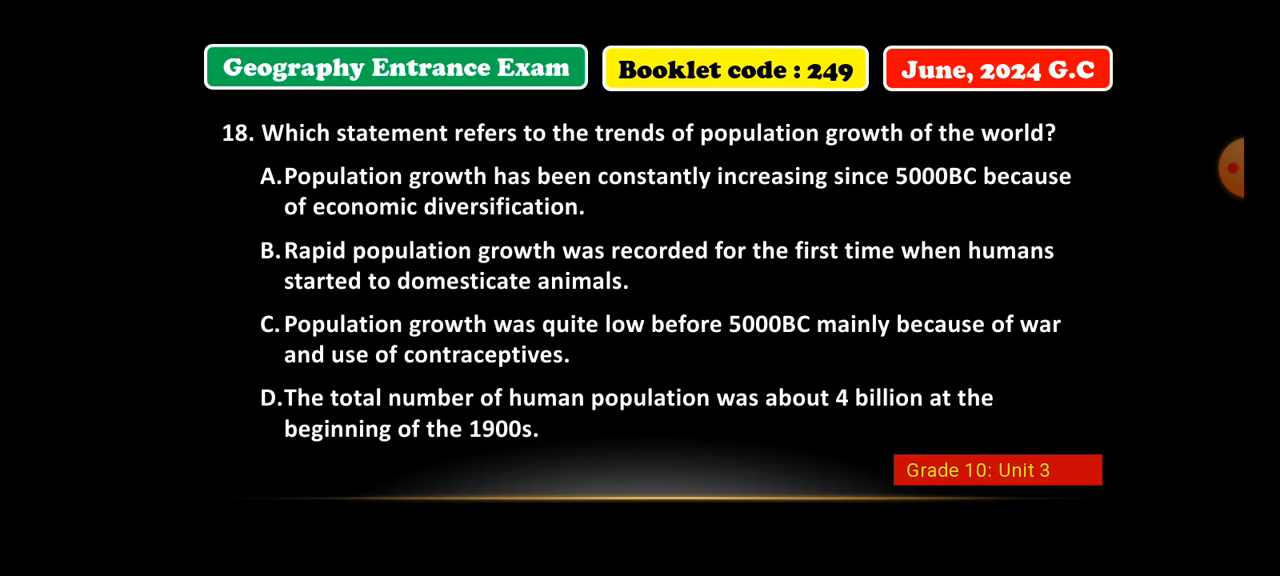 Geography Entrance Exam Booklet code : 249 June, 2024 G.C
18. Which statement refers to the trends of population growth of the world?
A.Population growth has been constantly increasing since 5000BC because
of economic diversification.
B.Rapid population growth was recorded for the first time when humans
started to domesticate animals.
C.Population growth was quite low before 5000BC mainly because of war
and use of contraceptives.
D.The total number of human population was about 4 billion at the
beginning of the 1900s.
Grade 10: Unit 3